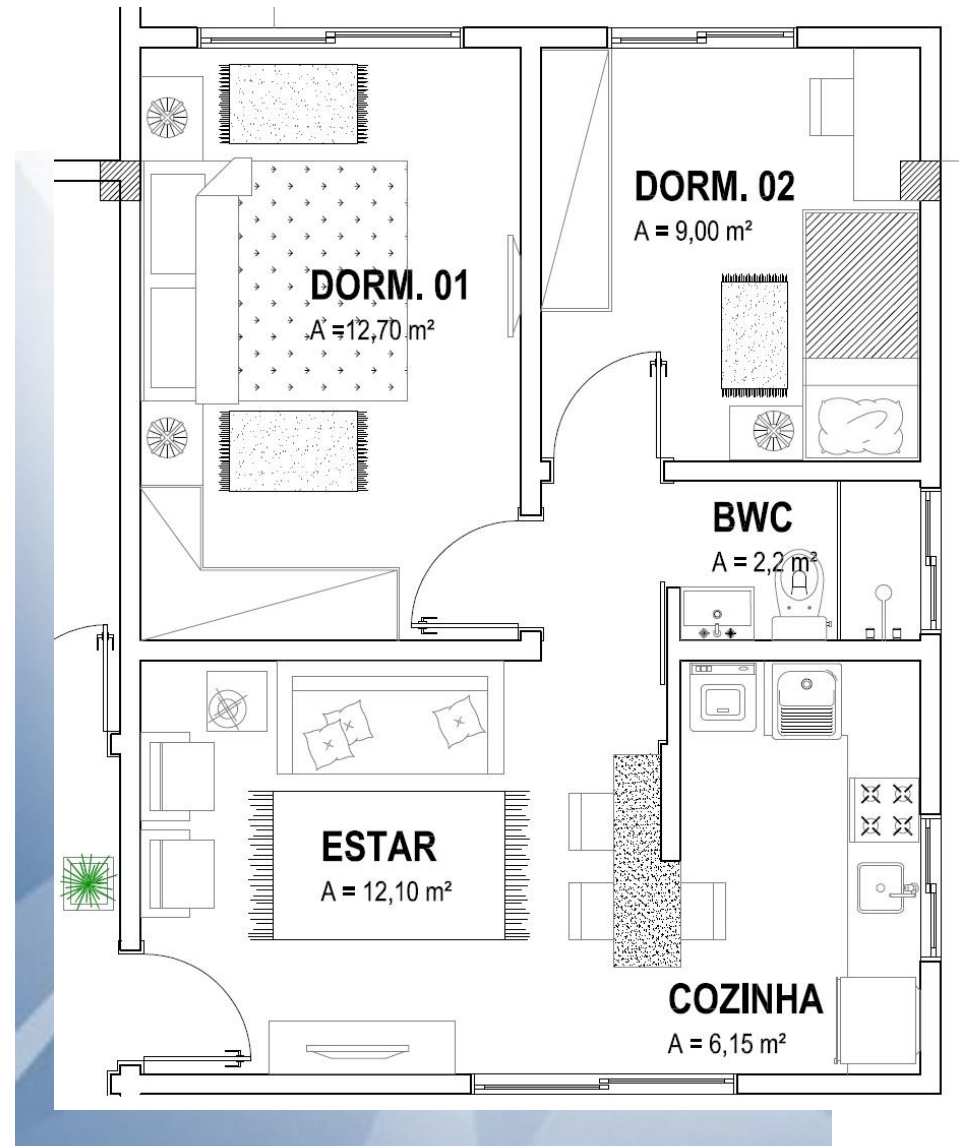 DORM. 01
A =12,70 m²
DORM. 02
A = 9,00 m²
BWC
A = 2,2 m²
ESTAR
A = 12,10 m²
COZINHA
A = 6,15 m²